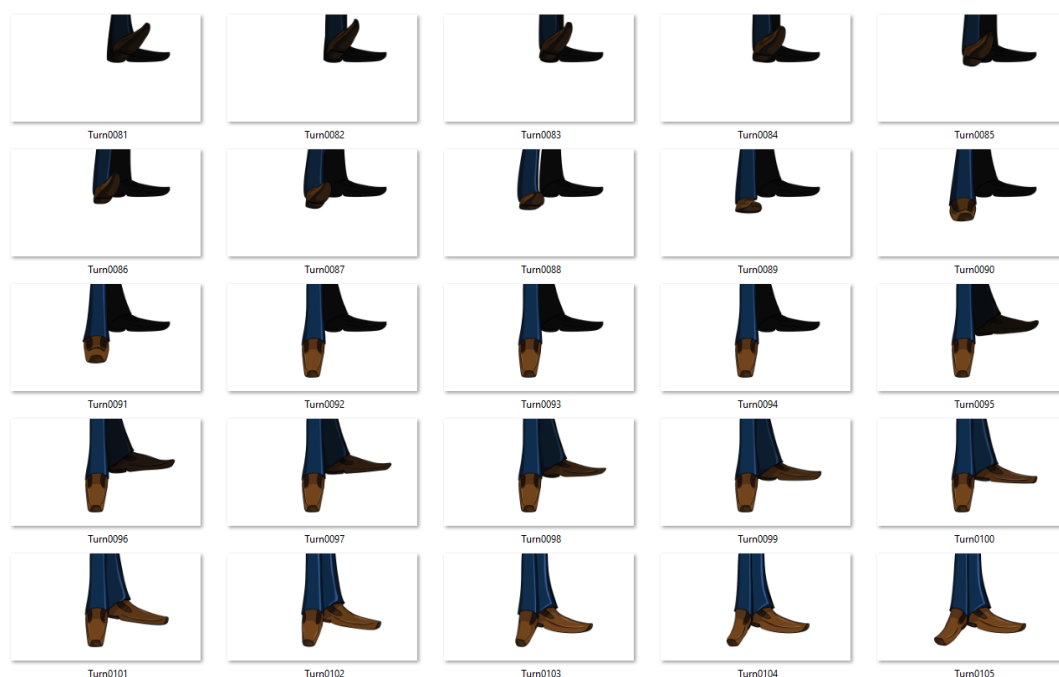 Turn0081 Turn0082 Turn0083 Turn0084 Turn0085
Turn0086 Turn0087 Turn0088 Turn0089 Turn0090
Turn0091 Turn0092 Turn0093 Turn0094 Turn0095
Turn0096 Turn0097 Turn0098 Turn0099 Turn0100
Turn0101 Turn0102 Turn0103 Turn0104 Turn0105